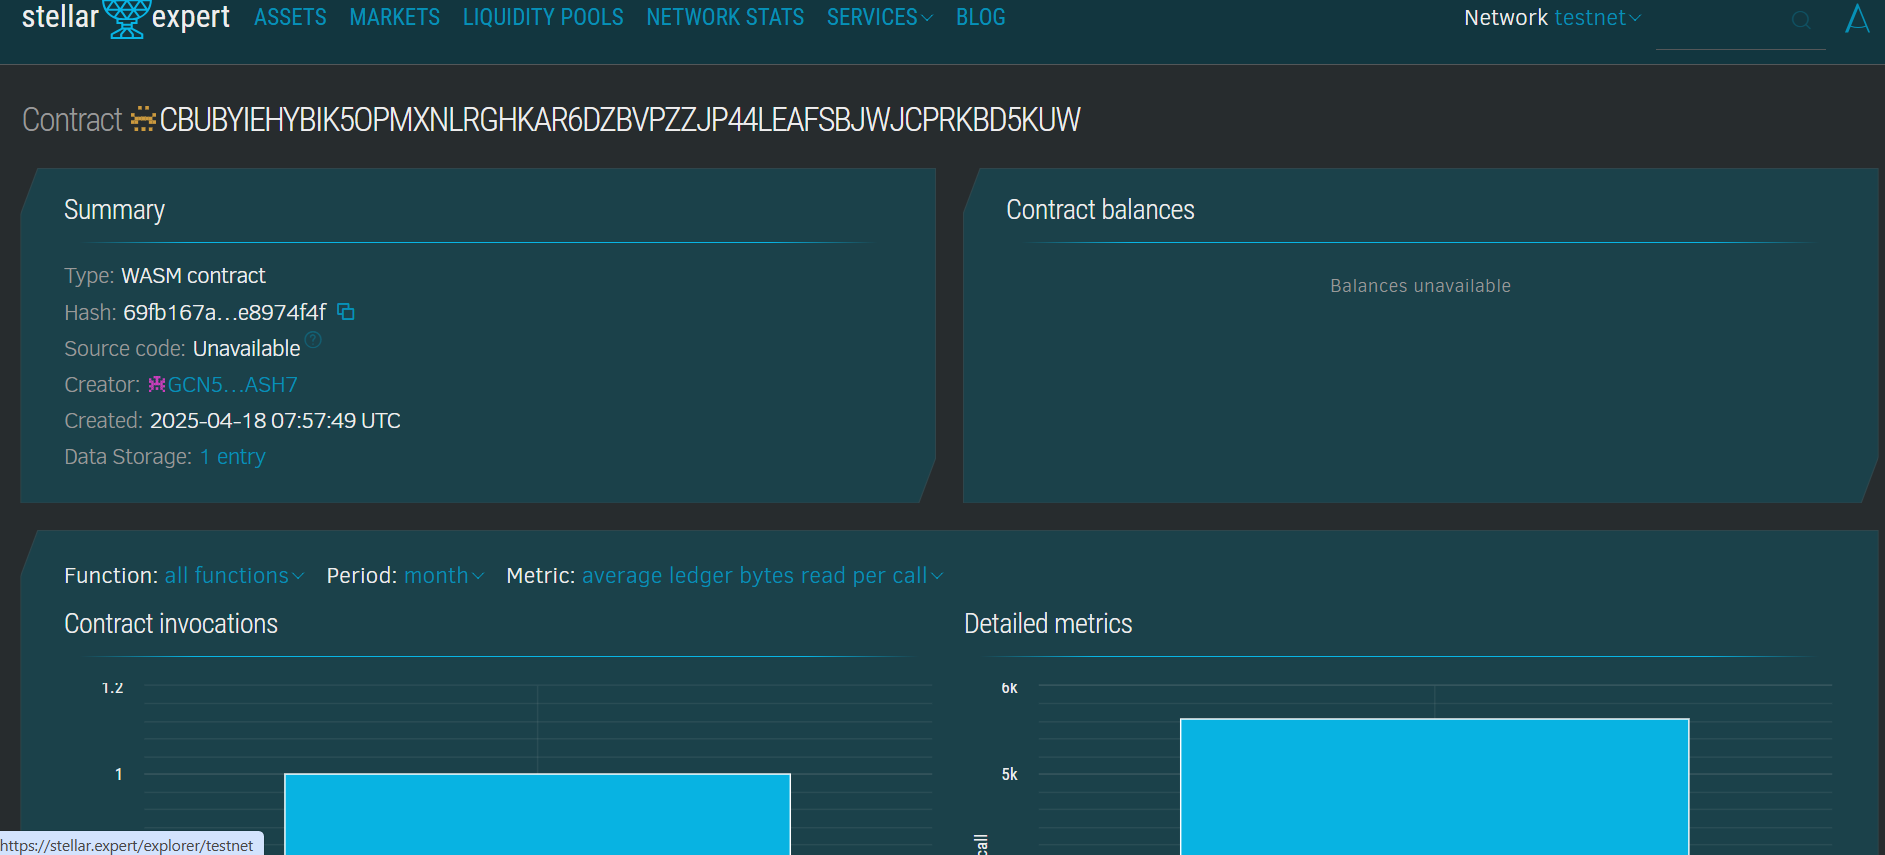 stellar expert ASSETS MARKETS LIQUIDITY POOLS NETWORK STATS SERVICES BLOG Network testnet
Contract CBUBYIEHYBIK5OPMXNLRGHKAR6DZBVPZZJP44LEAFSBJWJCPRKBD5KUW
Summary
Type: WASM contract
Hash: 69fb167a…e8974f4f
Source code: Unavailable ?
Creator: GCN5…ASH7
Created: 2025-04-18 07:57:49 UTC
Data Storage: 1 entry
Contract balances
Balances unavailable
Function: all functions Period: month Metric: average ledger bytes read per call
Contract invocations
1.2
1
Detailed metrics
6k
5k
call
https://stellar.expert/explorer/testnet